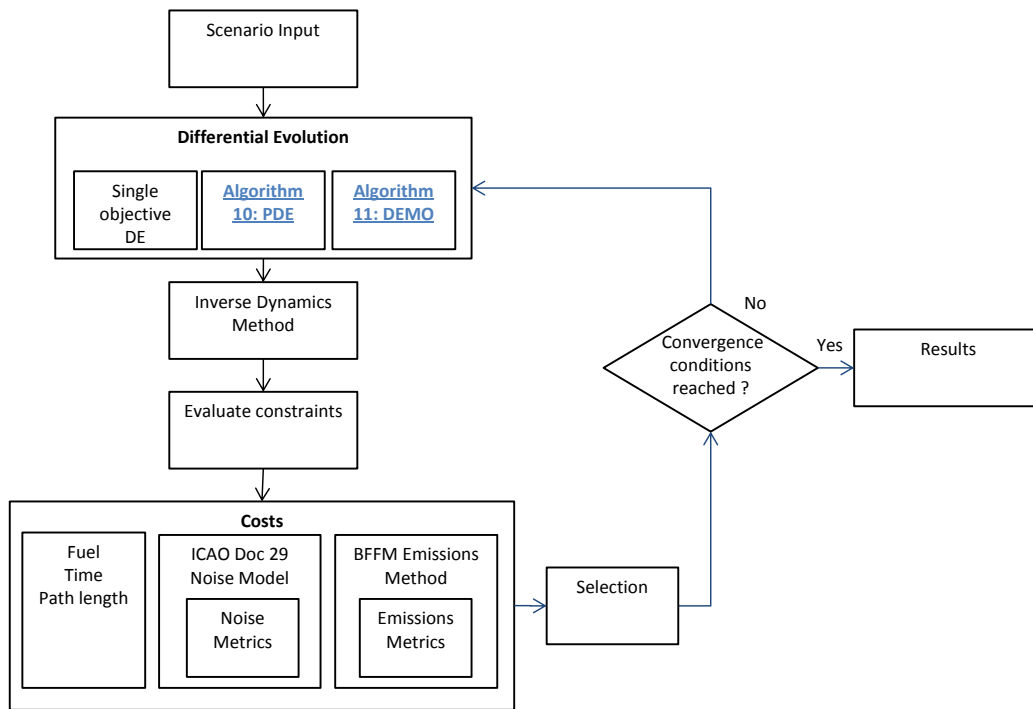 Scenario Input
Differential Evolution
Single
objective
DE
Algorithm
10: PDE
Algorithm
11: DEMO
Inverse Dynamics
Method
Evaluate constraints
Costs
Fuel
Time
Path length
ICAO Doc 29
Noise Model
Noise
Metrics
BFFM Emissions
Method
Emissions
Metrics
Selection
Convergence
conditions
reached ?
No
Yes
Results